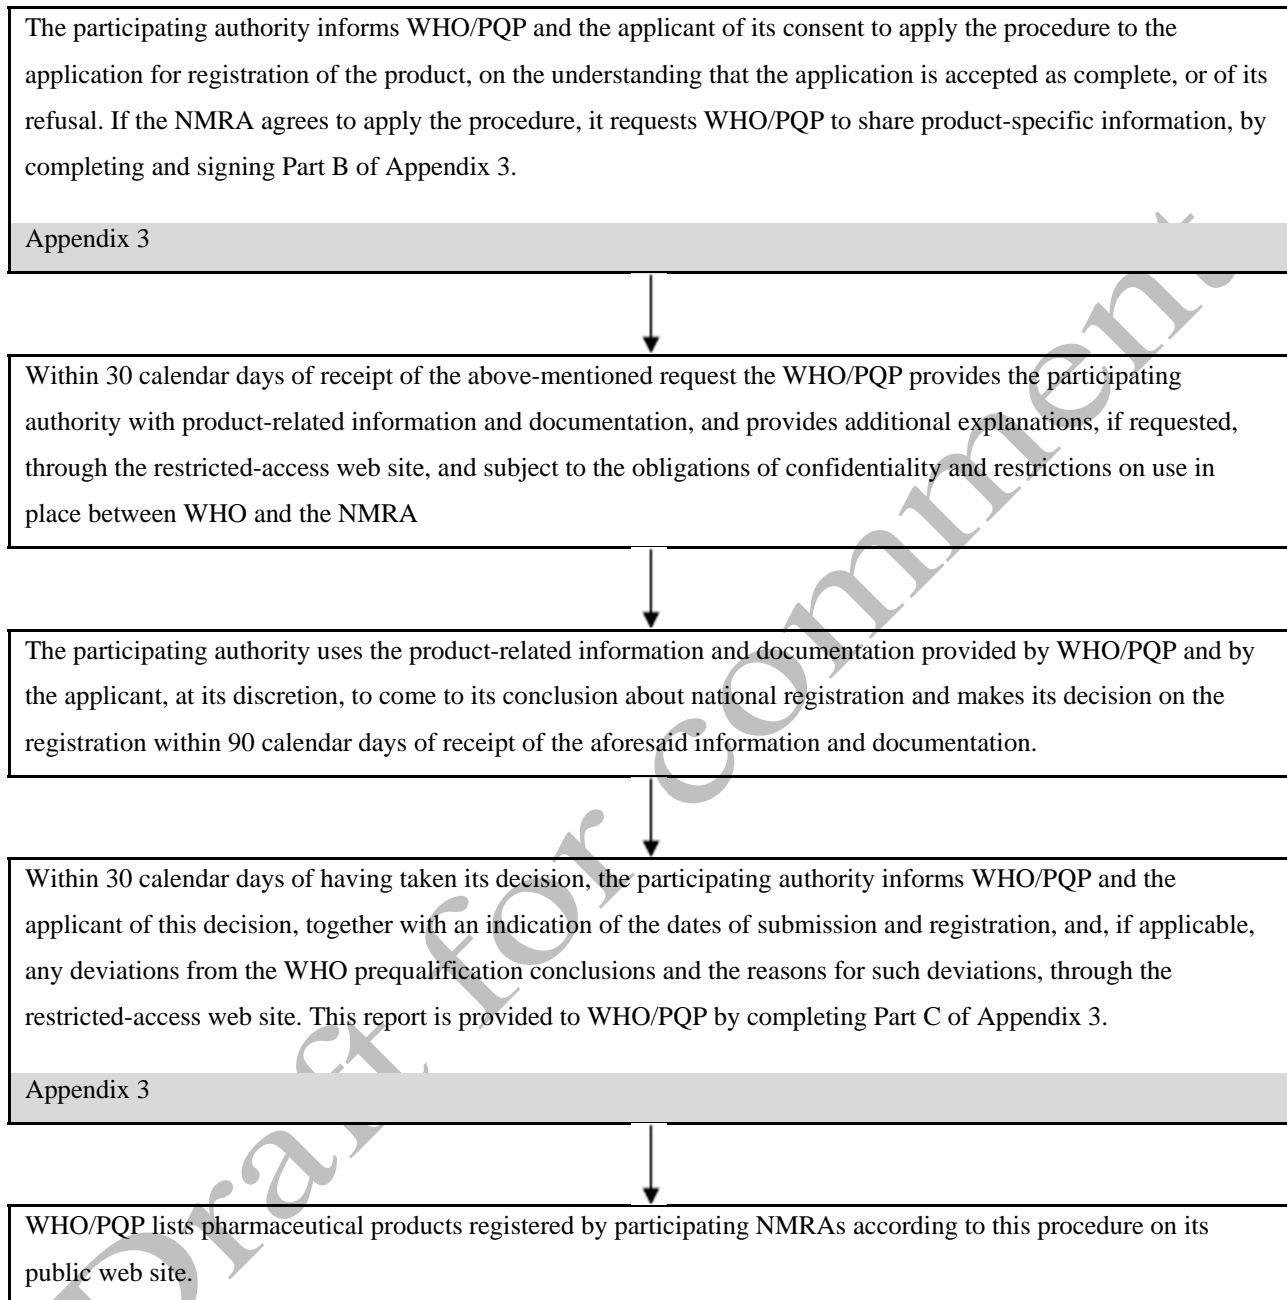 The participating authority informs WHO/PQP and the applicant of its consent to apply the procedure to the
application for registration of the product, on the understanding that the application is accepted as complete, or of its
refusal. If the NMRA agrees to apply the procedure, it requests WHO/PQP to share product-specific information, by
completing and signing Part B of Appendix 3.
Appendix 3
Within 30 calendar days of receipt of the above-mentioned request the WHO/PQP provides the participating
authority with product-related information and documentation, and provides additional explanations, if requested,
through the restricted-access web site, and subject to the obligations of confidentiality and restrictions on use in
place between WHO and the NMRA
The participating authority uses the product-related information and documentation provided by WHO/PQP and by
the applicant, at its discretion, to come to its conclusion about national registration and makes its decision on the
registration within 90 calendar days of receipt of the aforesaid information and documentation.
Within 30 calendar days of having taken its decision, the participating authority informs WHO/PQP and the
applicant of this decision, together with an indication of the dates of submission and registration, and, if applicable,
any deviations from the WHO prequalification conclusions and the reasons for such deviations, through the
restricted-access web site. This report is provided to WHO/PQP by completing Part C of Appendix 3.
Appendix 3
WHO/PQP lists pharmaceutical products registered by participating NMRAs according to this procedure on its
public web site.
Draft for comment